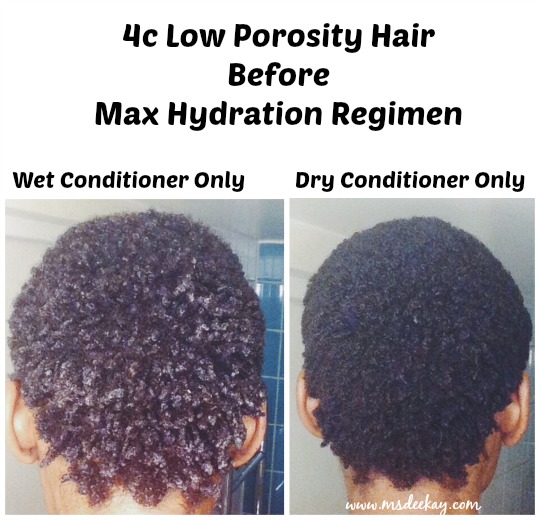 4c Low Porosity Hair
Before
Max Hydration Regimen
Wet Conditioner Only
Dry Conditioner Only
www.msdeekay.com